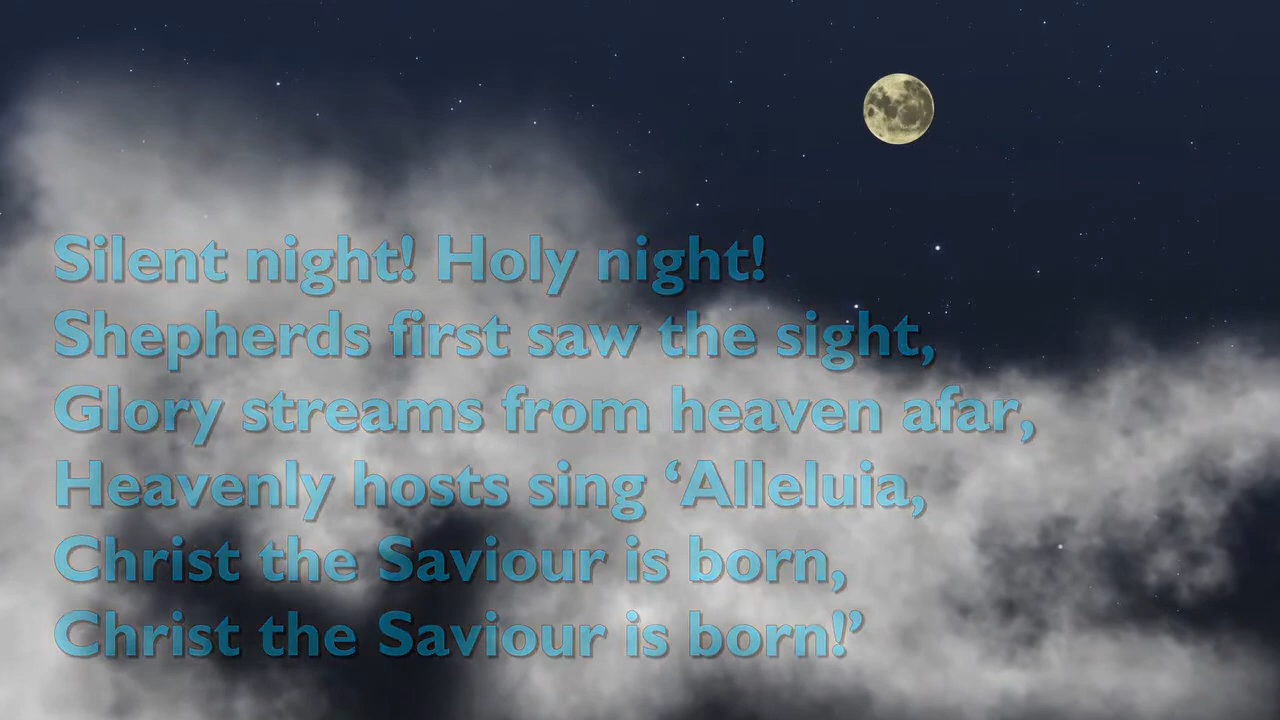 Silent night! Holy night!
Shepherds first saw the sight,
Glory streams from heaven afar,
Heavenly hosts sing ‘Alleluia,
Christ the Saviour is born,
Christ the Saviour is born!’